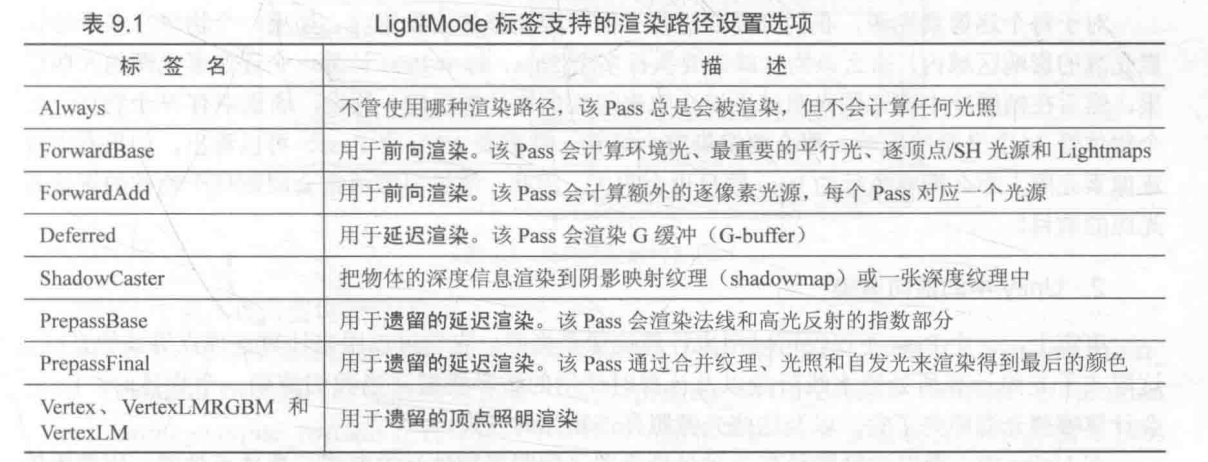 表 9.1 LightMode 标签支持的渲染路径设置选项
标 签 名 描 述
Always 不管使用哪种渲染路径，该 Pass 总是会被渲染，但不会计算任何光照
ForwardBase 用于前向渲染。该 Pass 会计算环境光、最重要的平行光、逐顶点/SH 光源和 Lightmaps
ForwardAdd 用于前向渲染。该 Pass 会计算额外的逐像素光源，每个 Pass 对应一个光源
Deferred 用于延迟渲染。该 Pass 会渲染 G 缓冲（G-buffer）
ShadowCaster 把物体的深度信息渲染到阴影映射纹理（shadowmap）或一张深度纹理中
PrepassBase 用于遗留的延迟渲染。该 Pass 会渲染法线和高光反射的指数部分
PrepassFinal 用于遗留的延迟渲染。该 Pass 通过合并纹理、光照和自发光来渲染得到最后的颜色
Vertex、VertexLMRGBM 和
VertexLM
用于遗留的顶点照明渲染